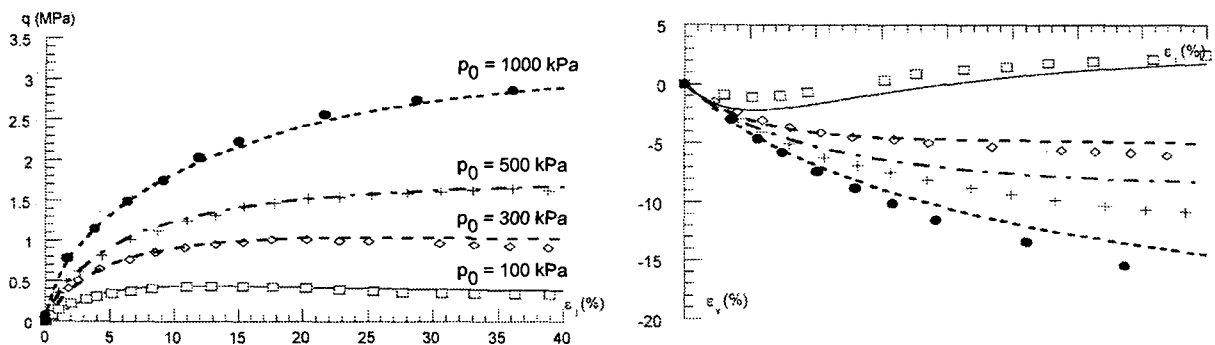 q (MPa)
3.5
3
2.5
2
1.5
1
0.5
0
p0 = 1000 kPa
p0 = 500 kPa
p0 = 300 kPa
p0 = 100 kPa
ε1 (%)
0 5 10 15 20 25 30 35 40
5
0
-5
-10
-15
-20
ε1 (%)
εv (%)